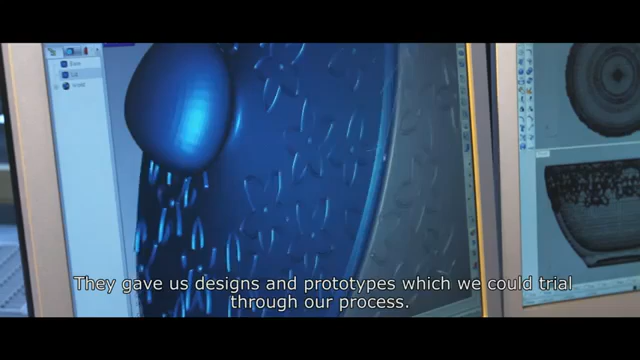 They gave us designs and prototypes which we could trial
through our process.